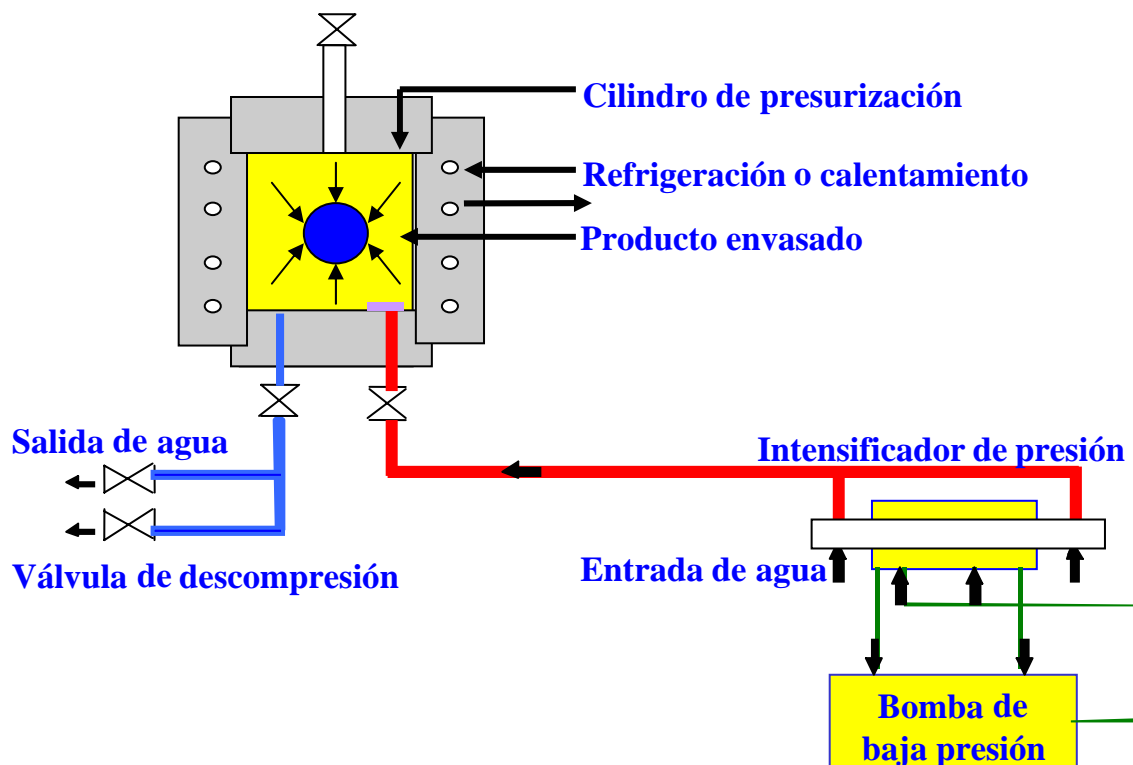 Cilindro de presurización
Refrigeración o calentamiento
Producto envasado
Salida de agua
Intensificador de presión
Válvula de descompresión
Entrada de agua
Bomba de
baja presión